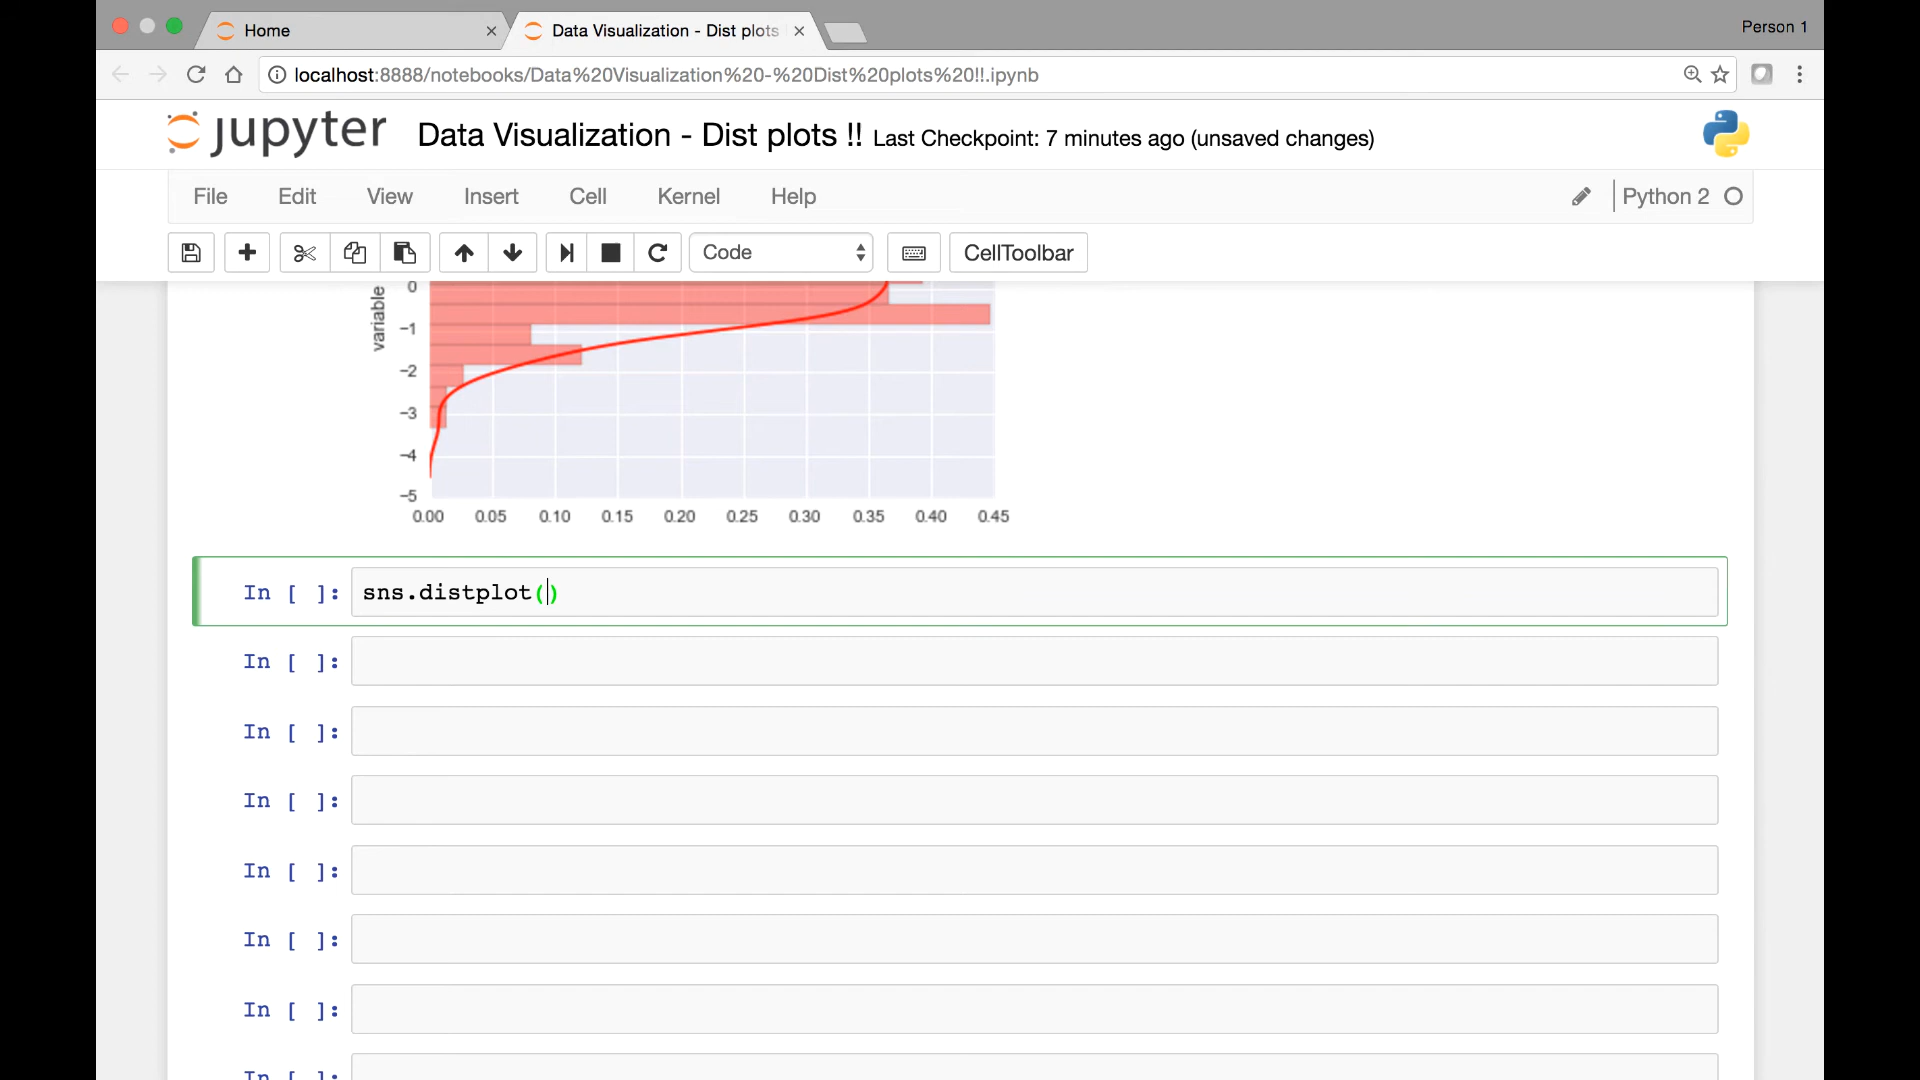 Home
Data Visualization - Dist plots
Person 1
localhost:8888/notebooks/Data%20Visualization%20-%20Dist%20plots%20!!.ipynb
jupyter Data Visualization - Dist plots !! Last Checkpoint: 7 minutes ago (unsaved changes)
File Edit View Insert Cell Kernel Help Python 2
Code CellToolbar
variable
0
−1
−2
−3
−4
−5
0.00 0.05 0.10 0.15 0.20 0.25 0.30 0.35 0.40 0.45
In [ ]: sns.distplot()
In [ ]:
In [ ]:
In [ ]:
In [ ]:
In [ ]:
In [ ]:
In [ ]: